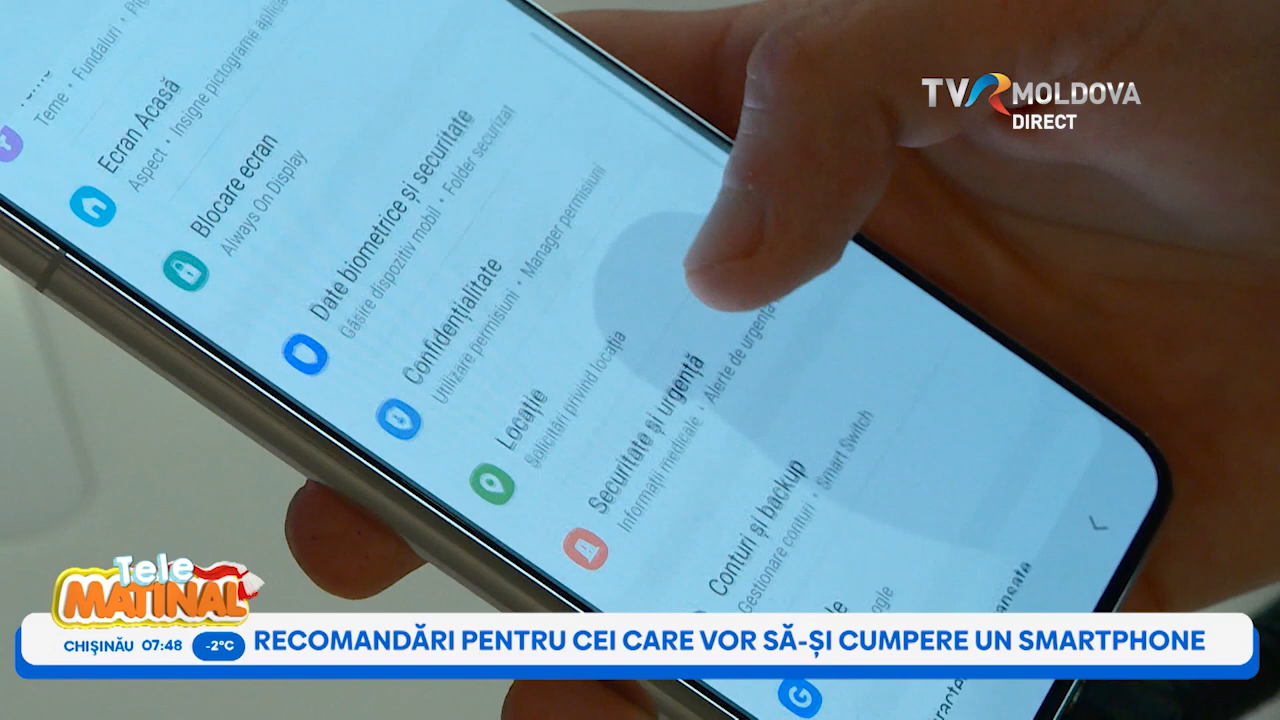 TVR MOLDOVA
DIRECT
Teme • Fundaluri •
Ecran Acasă
Aspect • Insigne pictograme
Blocare ecran
Always On Display
Date biometrice și securitate
Găsire dispozitiv mobil • Folder securizat
Confidențialitate
Utilizare permisiuni • Manager permisiuni
Locație
Solicitări privind locația
Securitate și urgență
Informații medicale • Alerte de urgență
Conturi și backup
Gestionare conturi • Smart Switch
G
Tele
MATINAL
CHIȘINĂU 07:48 -2°C
RECOMANDĂRI PENTRU CEI CARE VOR SĂ-ȘI CUMPERE UN SMARTPHONE